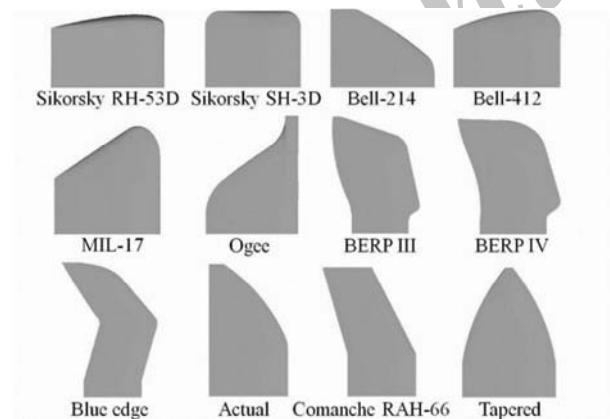 Sikorsky RH-53D Sikorsky SH-3D Bell-214 Bell-412
MIL-17 Ogee BERP III BERP IV
Blue edge Actual Comanche RAH-66 Tapered